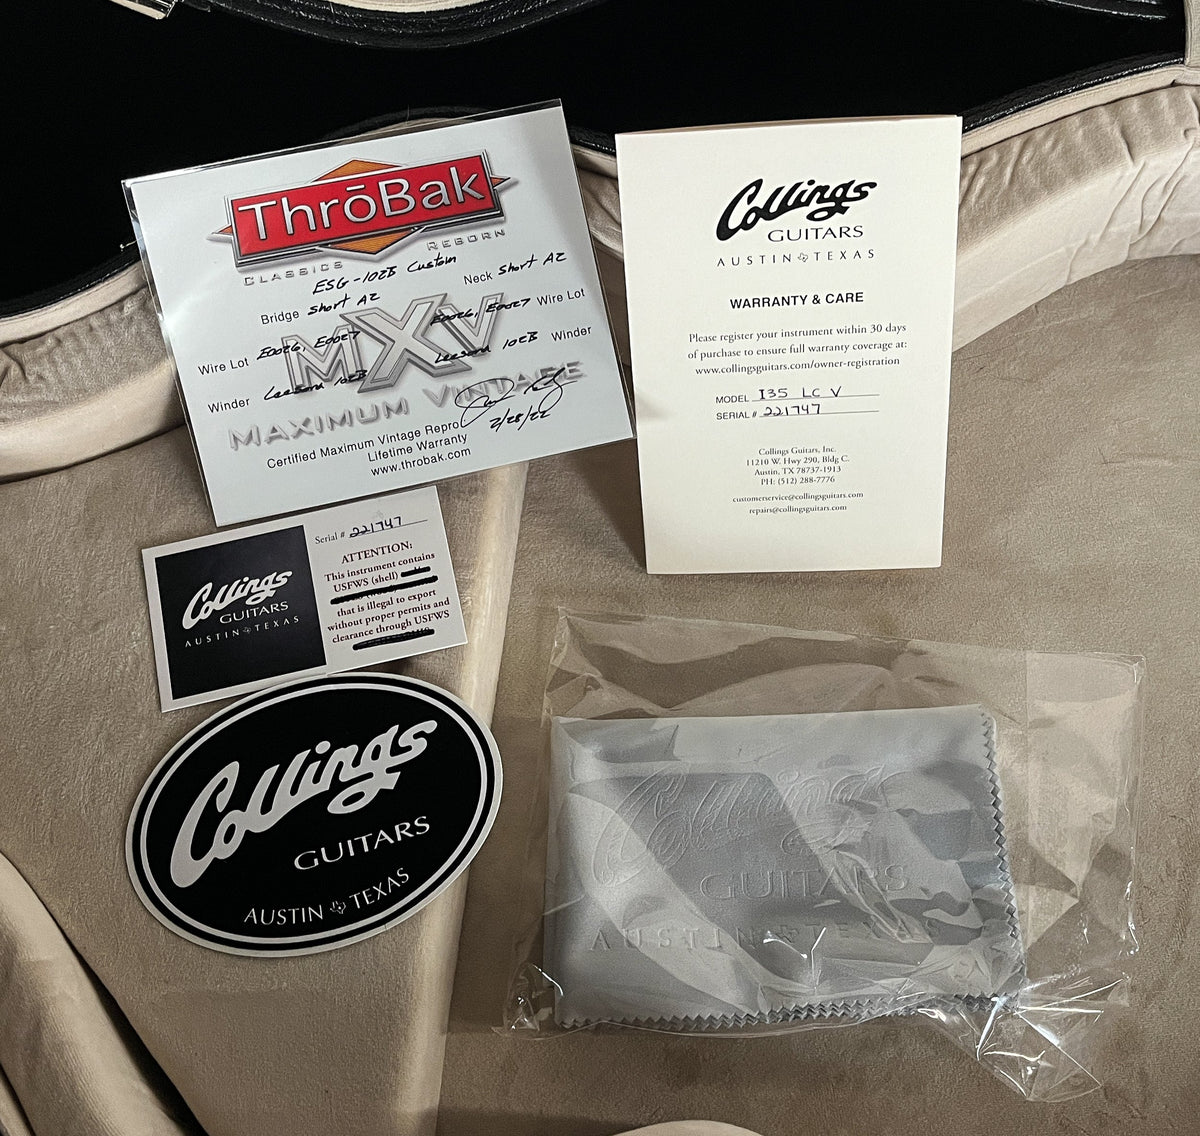 ThrōBak
CLASSICS REBORN
ESG-102B Custom
Bridge Short A2 Neck Short A2
MXV
Wire Lot E0026, E0027 E0026, E0027 Wire Lot
Winder Leesona 102B Leesona 102B Winder
MAXIMUM VINTAGE
Certified Maximum Vintage Repro
Lifetime Warranty
www.throbak.com
2/28/22
Collings
GUITARS
AUSTIN TEXAS
WARRANTY & CARE
Please register your instrument within 30 days
of purchase to ensure full warranty coverage at:
www.collingsguitars.com/owner-registration
MODEL I35 LC V
SERIAL # 221747
Collings Guitars, Inc.
11210 W. Hwy 290, Bldg C.
Austin, TX 78737-1913
PH: (512) 288-7776
customerservice@collingsguitars.com
repairs@collingsguitars.com
Collings
GUITARS
AUSTIN TEXAS
Serial # 221747
ATTENTION:
This instrument contains
USFWS (shell)
that is illegal to export
without proper permits and
clearance through USFWS
Collings
GUITARS
AUSTIN TEXAS
Collings
GUITARS
AUSTIN TEXAS